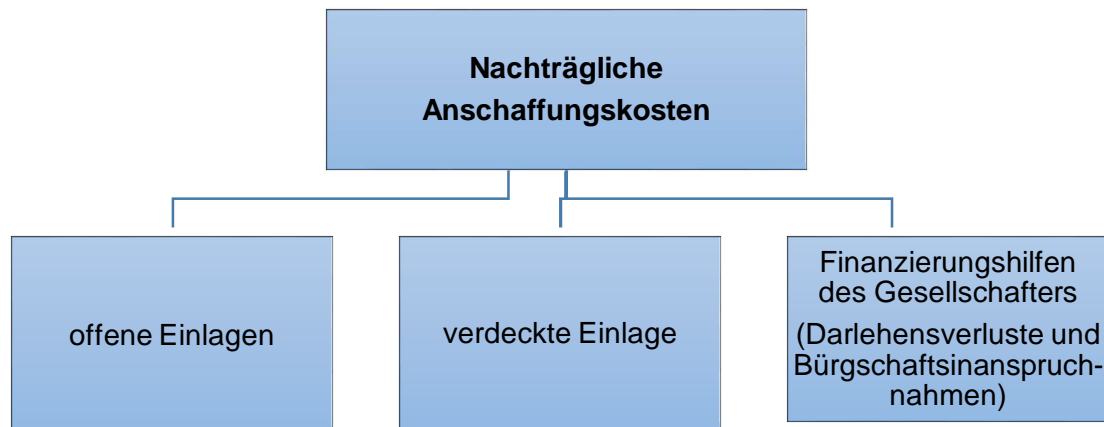 Nachträgliche
Anschaffungskosten
offene Einlagen
verdeckte Einlage
Finanzierungshilfen
des Gesellschafters
(Darlehensverluste und
Bürgschaftsinanspruch-
nahmen)